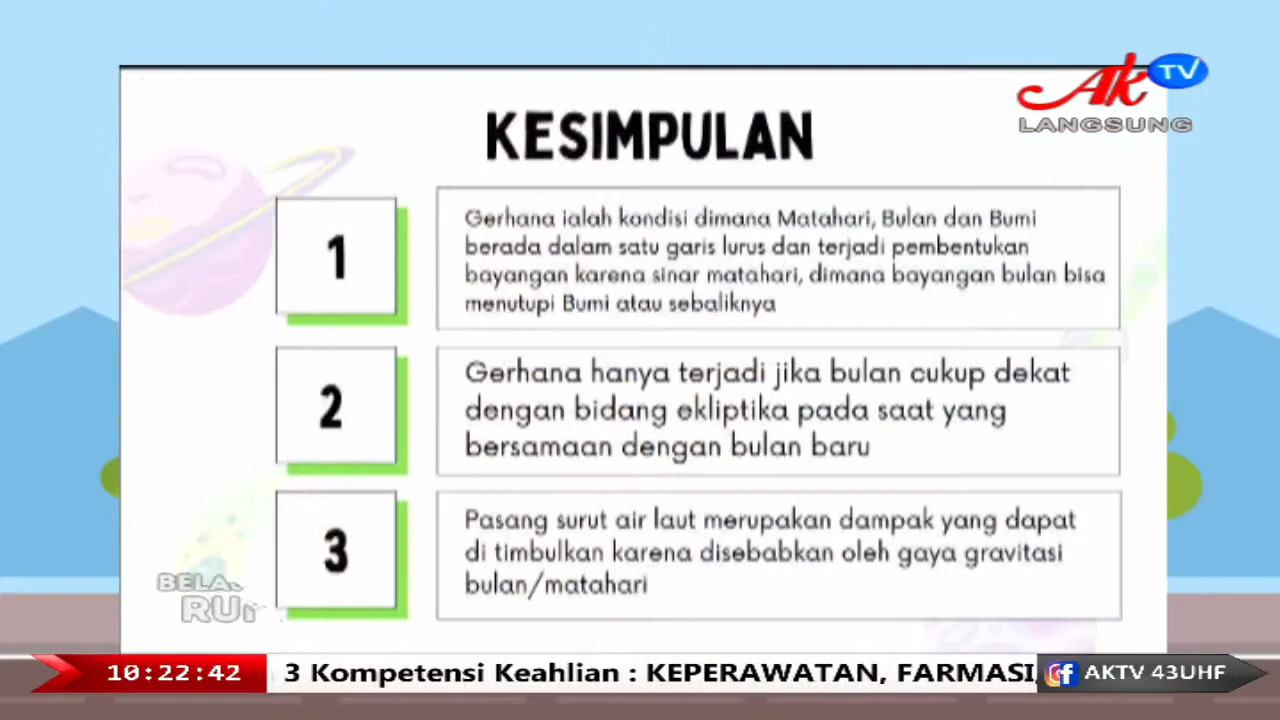 Ak TV
LANGSUNG
KESIMPULAN
1
Gerhana ialah kondisi dimana Matahari, Bulan dan Bumi
berada dalam satu garis lurus dan terjadi pembentukan
bayangan karena sinar matahari, dimana bayangan bulan bisa
menutupi Bumi atau sebaliknya
2
Gerhana hanya terjadi jika bulan cukup dekat
dengan bidang ekliptika pada saat yang
bersamaan dengan bulan baru
3
Pasang surut air laut merupakan dampak yang dapat
di timbulkan karena disebabkan oleh gaya gravitasi
bulan/matahari
10:22:42
3 Kompetensi Keahlian : KEPERAWATAN, FARMASI,
AKTV 43UHF